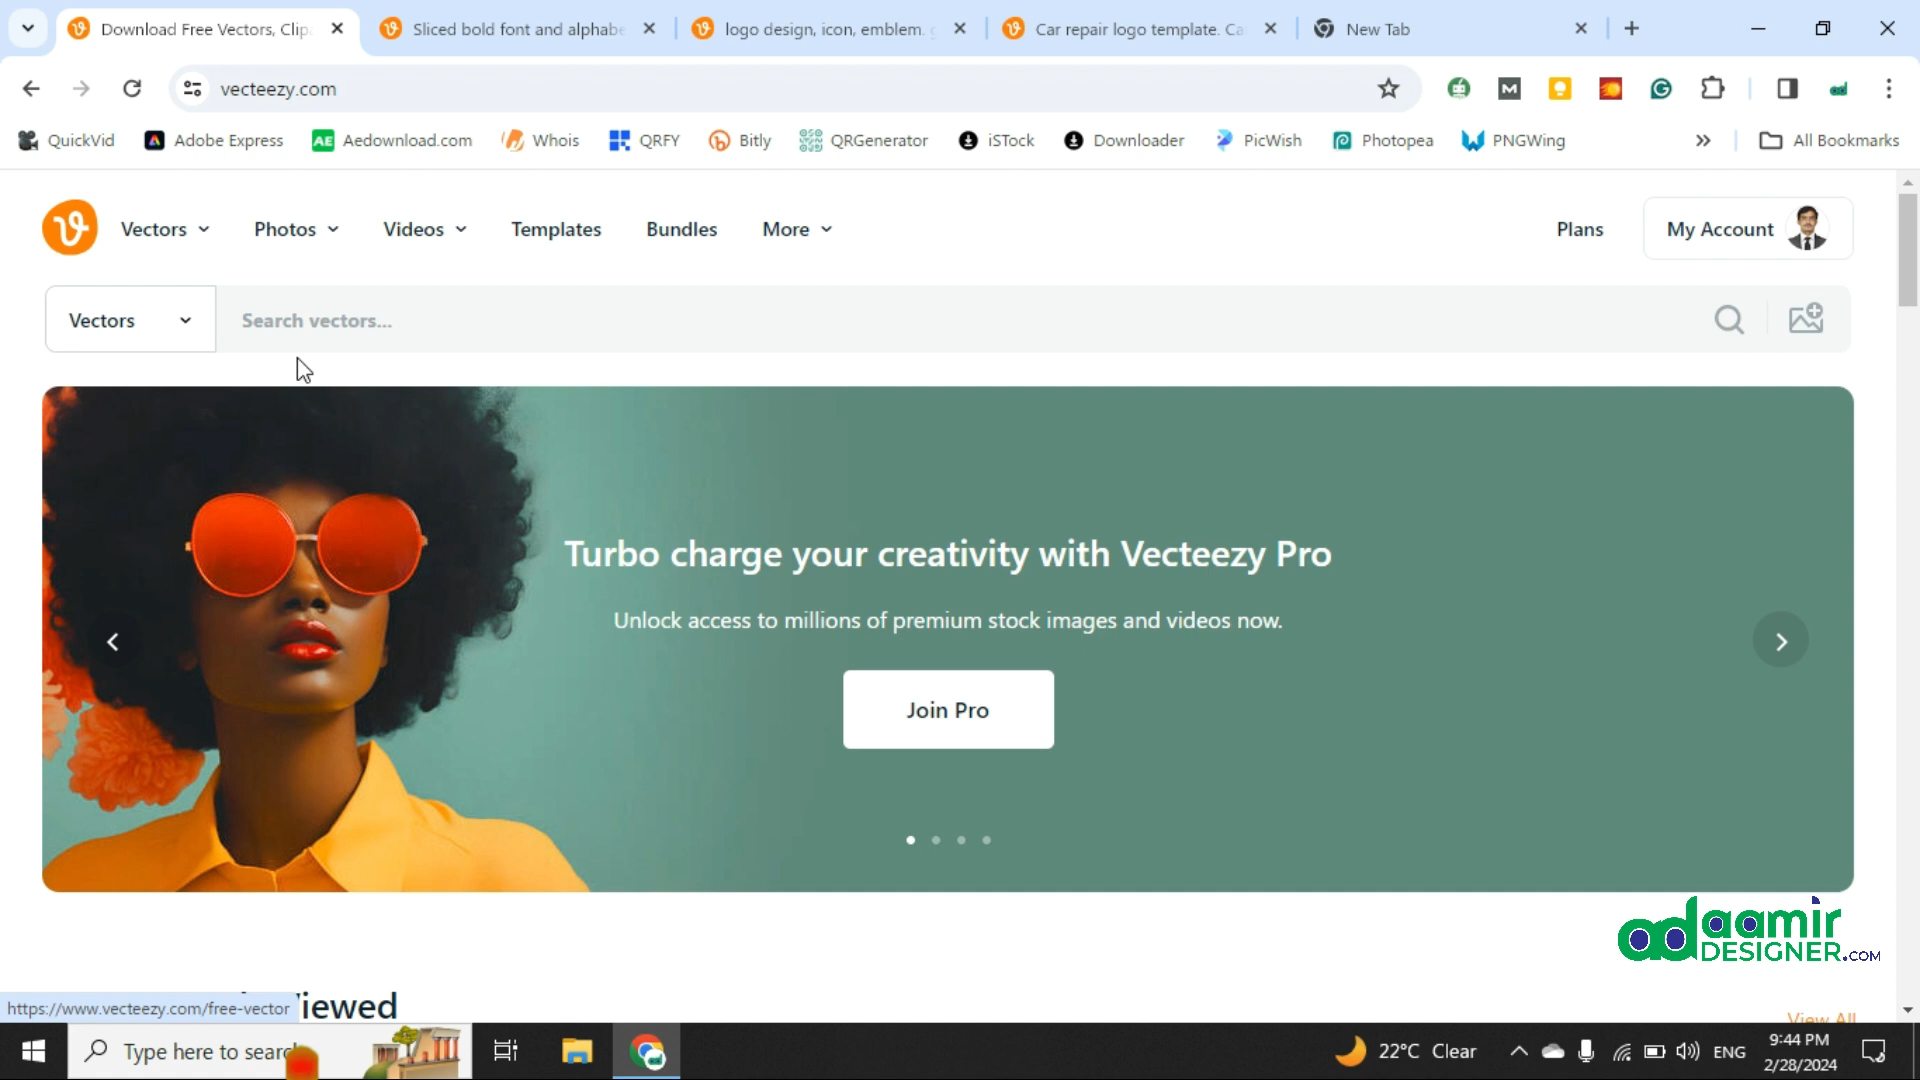 Download Free Vectors, Clip
Sliced bold font and alphabe
logo design, icon, emblem. g
Car repair logo template. Ca
New Tab
vecteezy.com
QuickVid
Adobe Express
Aedownload.com
Whois
QRFY
Bitly
QRGenerator
iSTock
Downloader
PicWish
Photopea
PNGWing
All Bookmarks
Vectors
Photos
Videos
Templates
Bundles
More
Plans
My Account
Vectors
Search vectors...
Turbo charge your creativity with Vecteezy Pro
Unlock access to millions of premium stock images and videos now.
Join Pro
ad aamir
DESIGNER.COM
iewed
View All
https://www.vecteezy.com/free-vector
Type here to search
22°C Clear
ENG
9:44 PM
2/28/2024